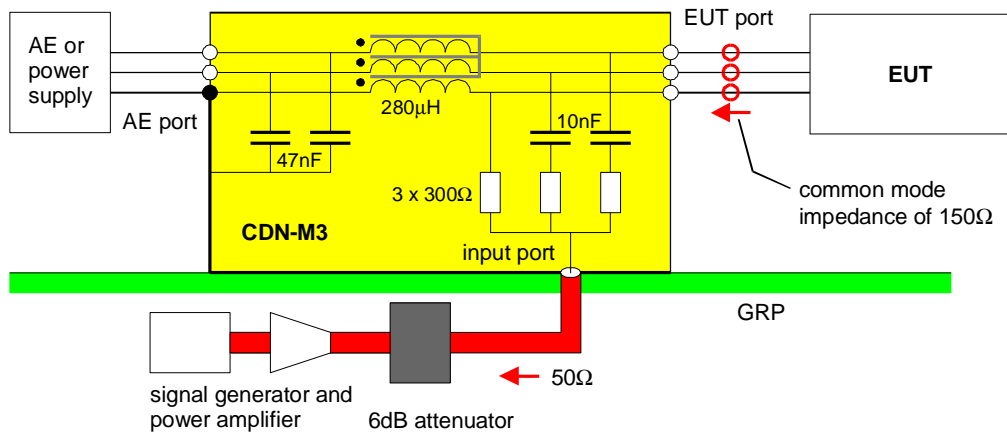 AE or
power
supply
AE port
280μH
47nF
10nF
3 x 300Ω
CDN-M3
input port
EUT port
EUT
common mode
impedance of 150Ω
GRP
signal generator and
power amplifier
6dB attenuator
50Ω